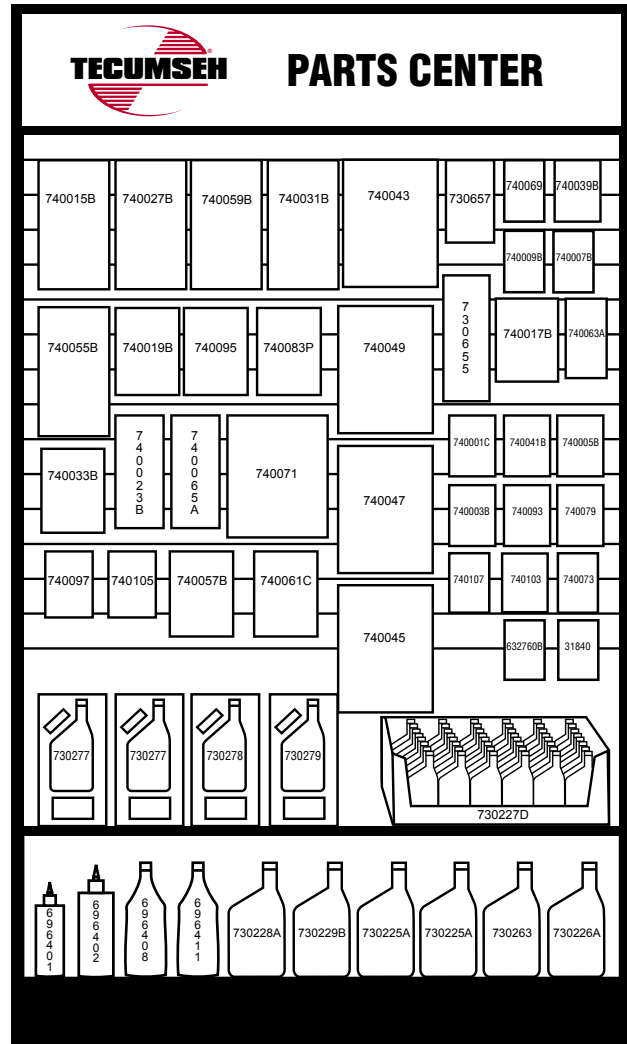 TECUMSEH®
PARTS CENTER
740015B
740027B
740059B
740031B
740043
730657
740069
740039B
740009B
740007B
740055B
740019B
740095
740083P
740049
730655
740017B
740063A
740033B
740023B
740065A
740071
740047
740001C
740041B
740005B
740003B
740093
740079
740097
740105
740057B
740061C
740045
740107
740103
740073
632760B
31840
730277
730277
730278
730279
730227D
696401
696402
696408
696411
730228A
730229B
730225A
730225A
730263
730226A